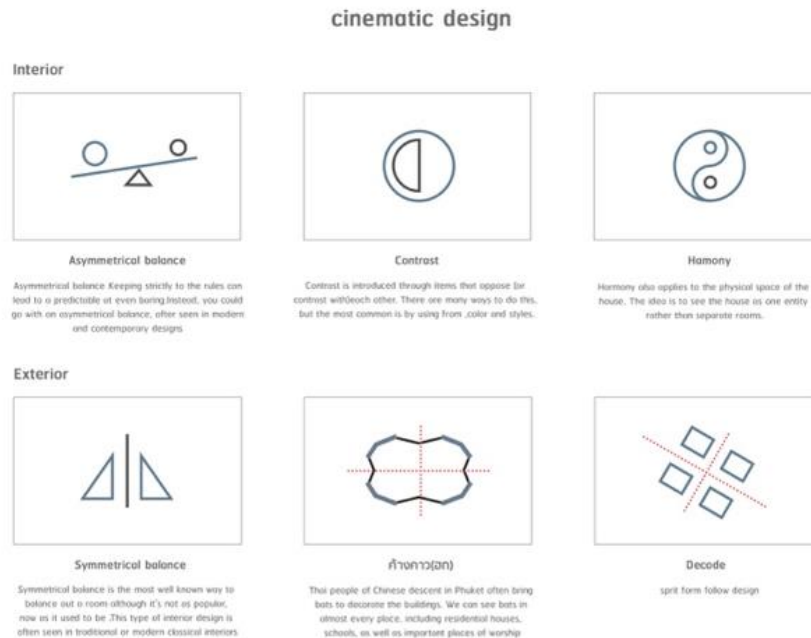 cinematic design
Interior
Asymmetrical balance
Asymmetrical balance Keeping strictly to the rules can
lead to a predictable at even boring.Instead, you could
go with an asymmetrical balance, often seen in modern
and contemporary designs
Contrast
Contrast is introduced through items that oppose (or
contrast with)each other. There are many ways to do this,
but the most common is by using from ,color and styles.
Hamony
Harmony also applies to the physical space of the
house. The idea is to see the house as one entity
rather than separate rooms.
Exterior
Symmetrical balance
Symmetrical balance is the most well known way to
balance out a room although it's not as popular,
now as it used to be .This type of interior design is
often seen in traditional or modern classical interiors
ค้างคาว(ฮก)
Thai people of Chinese descent in Phuket often bring
bats to decorate the buildings. We can see bats in
almost every place, including residential houses,
schools, as well as important places of worship
Decode
sprit form follow design